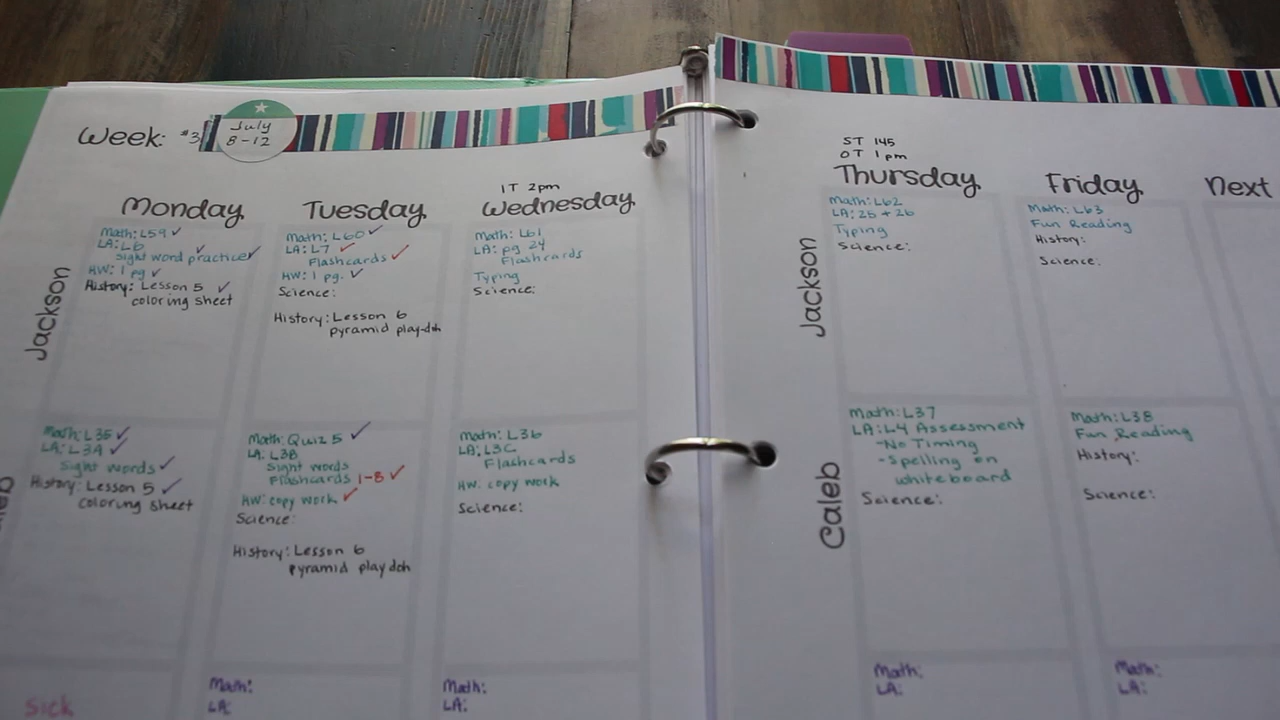 Week: #3
July
8-12
Monday
Tuesday
IT 2pm
Wednesday
Jackson
Math: L59 ✓
LA: L6 ✓
sight word practice ✓
HW: 1 pg ✓
History: Lesson 5 ✓
coloring sheet
Math: L60 ✓
LA: L7 ✓
Flashcards ✓
HW: 1 pg. ✓
Science:
History: Lesson 6
pyramid play-doh
Math: L61
LA: pg 24
Flashcards
Typing
Science:
Math: L35 ✓
LA: L3A ✓
Sight words ✓
History: Lesson 5 ✓
coloring sheet
Math: Quiz 5 ✓
LA: L3B
Sight words
Flashcards 1-8 ✓
HW: copy work ✓
Science:
History: Lesson 6
pyramid play doh
Math: L36
LA: L3C
Flashcards
HW: copy work
Science:
sick
Math:
LA:
Math:
LA:
ST 145
OT 1pm
Thursday
Friday
Next
Jackson
Math: L62
LA: 25 + 26
Typing
Science:
Math: L63
Fun Reading
History:
Science:
Caleb
Math: L37
LA: L4 Assessment
-No Timing
-Spelling on
whiteboard
Science:
Math: L38
Fun Reading
History:
Science:
Math:
LA:
Math:
LA: